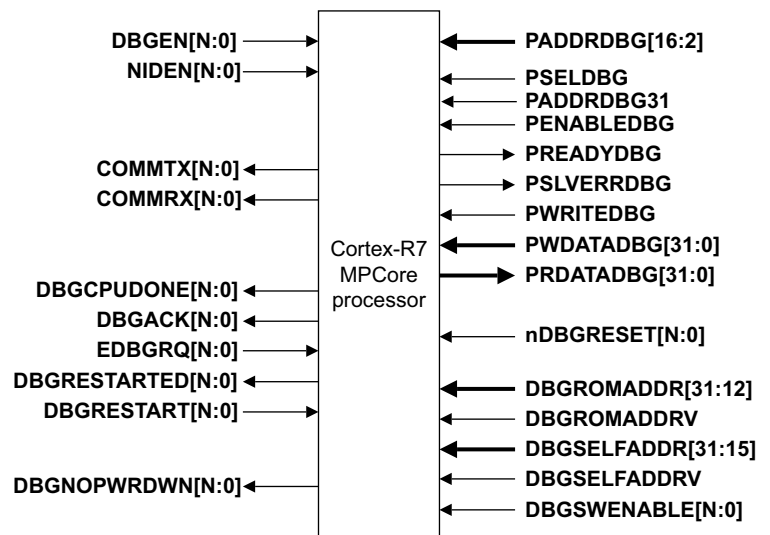 DBGEN[N:0]
NIDEN[N:0]
COMMTX[N:0]
COMMRX[N:0]
DBGCPUDONE[N:0]
DBGACK[N:0]
EDBGRQ[N:0]
DBGRESTARTED[N:0]
DBGRESTART[N:0]
DBGNOPWRDWN[N:0]
Cortex-R7
MPCore
processor
PADDRDBG[16:2]
PSELDBG
PADDRDBG31
PENABLEDBG
PREADYDBG
PSLVERRDBG
PWRITEDBG
PWDATADBG[31:0]
PRDATADBG[31:0]
nDBGRESET[N:0]
DBGROMADDR[31:12]
DBGROMADDRV
DBGSELFADDR[31:15]
DBGSELFADDRV
DBGSWENABLE[N:0]